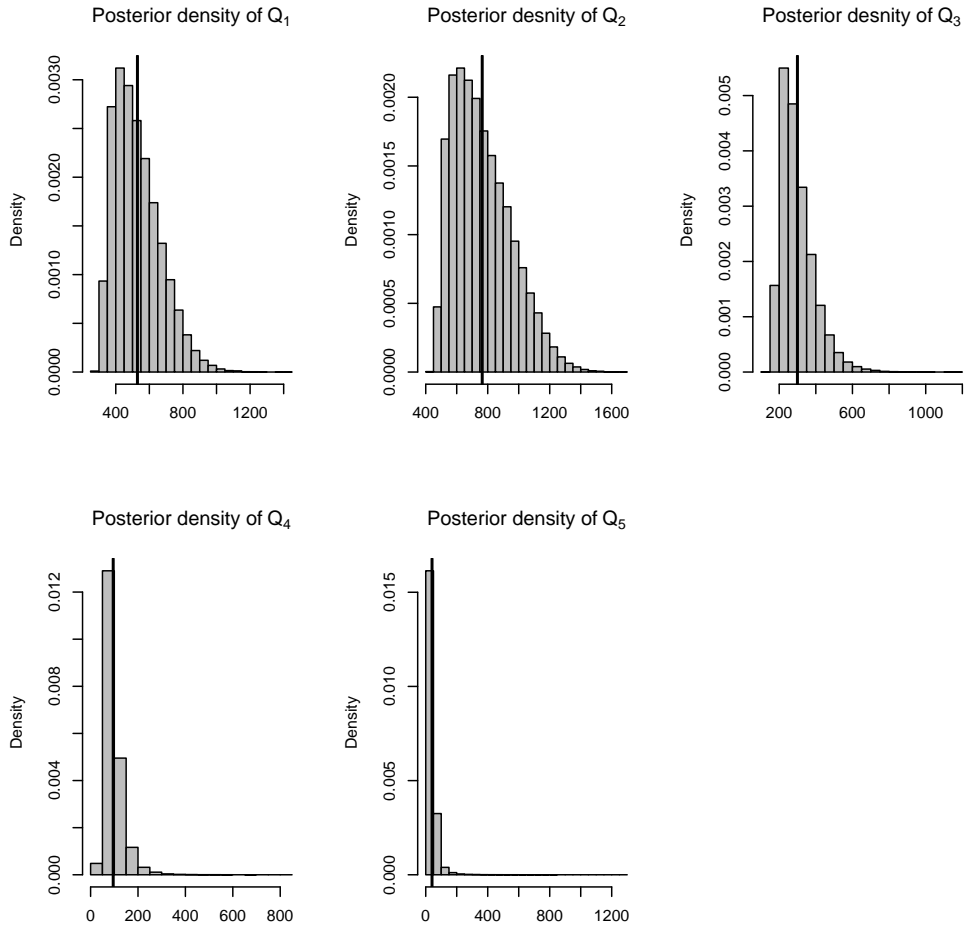 Posterior density of Q1
Density
0.0000 0.0010 0.0020 0.0030
400 800 1200
Posterior desnity of Q2
Density
0.0000 0.0005 0.0010 0.0015 0.0020
400 800 1200 1600
Posterior density of Q3
Density
0.000 0.001 0.002 0.003 0.004 0.005
200 600 1000
Posterior density of Q4
Density
0.000 0.004 0.008 0.012
0 200 400 600 800
Posterior density of Q5
Density
0.000 0.005 0.010 0.015
0 400 800 1200